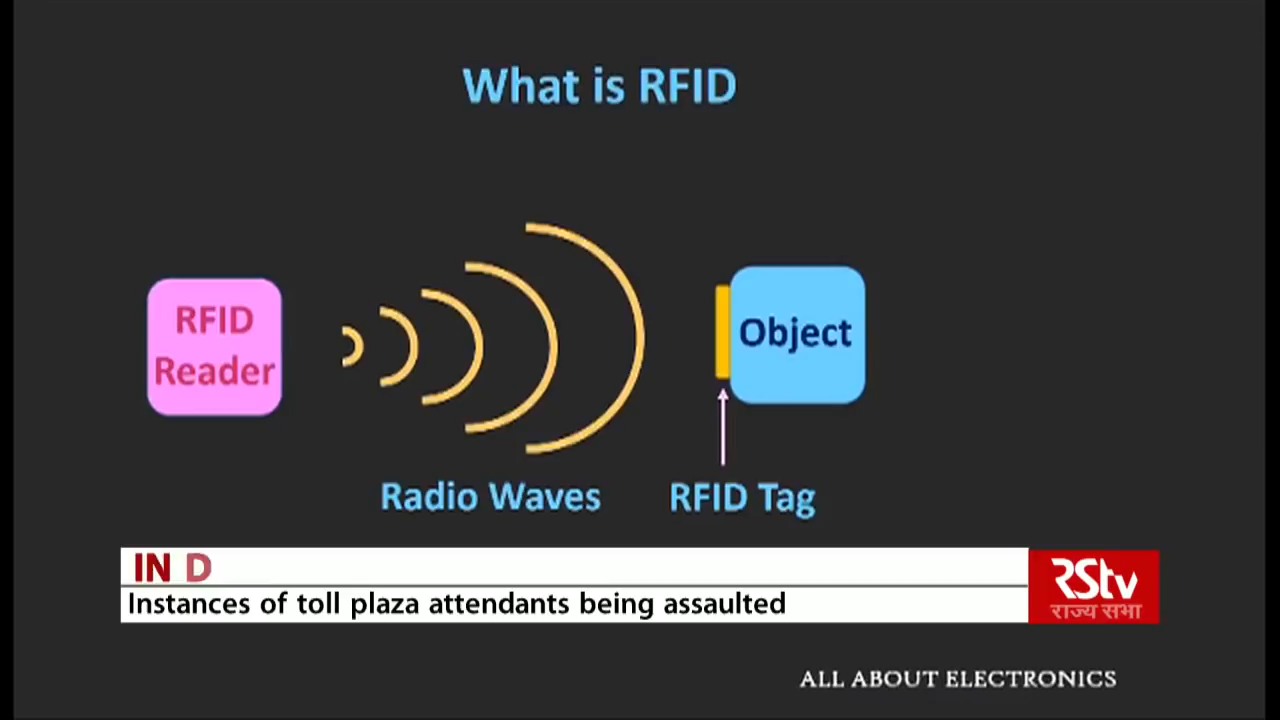 What is RFID
RFID
Reader
Object
Radio Waves
RFID Tag
IN D
Instances of toll plaza attendants being assaulted
RStv
राज्य सभा
ALL ABOUT ELECTRONICS